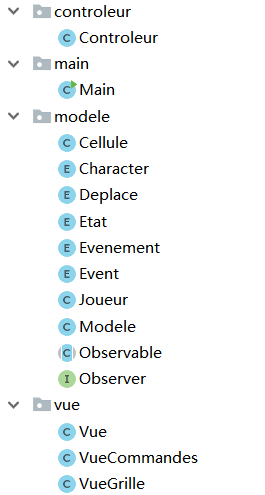 controleur
C Controleur
main
C Main
modele
C Cellule
E Character
E Deplace
E Etat
E Evenement
E Event
C Joueur
C Modele
C Observable
I Observer
vue
C Vue
C VueCommandes
C VueGrille